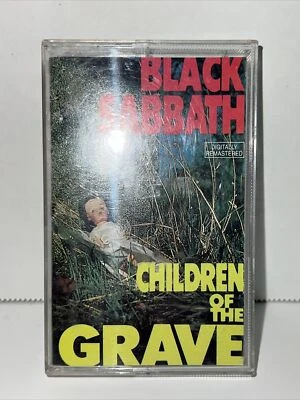 BLACK
SABBATH
DIGITALLY
REMASTERED
CHILDREN
OF THE
GRAVE